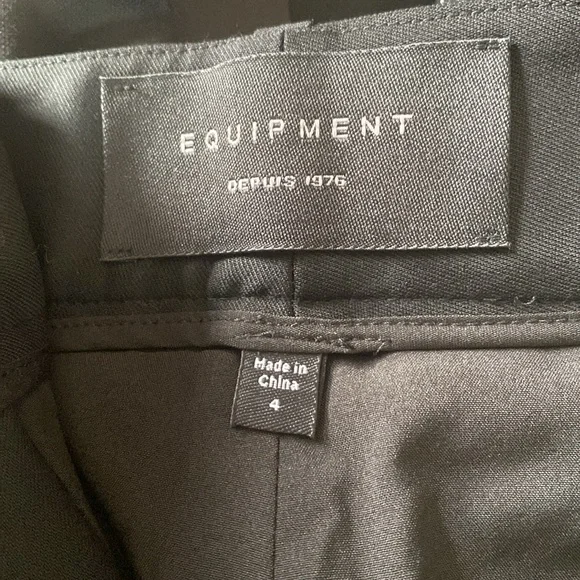 EQUIPMENT
DEPUIS 1976
Made in
China
4